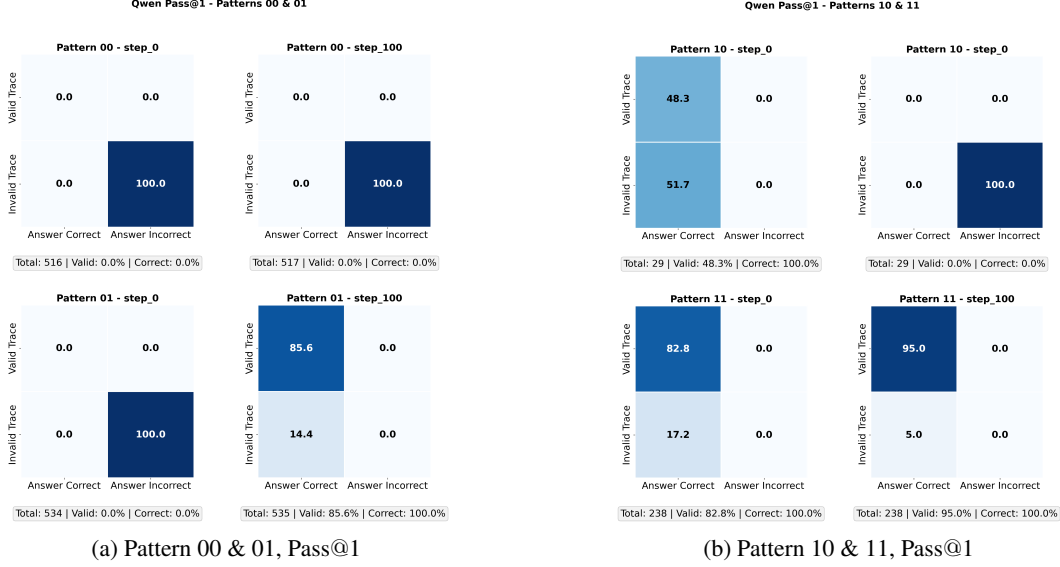 Qwen Pass@1 - Patterns 00 & 01
Pattern 00 - step_0
Valid Trace
Invalid Trace
0.0
0.0
0.0
100.0
Answer Correct
Answer Incorrect
Total: 516 | Valid: 0.0% | Correct: 0.0%
Pattern 00 - step_100
Valid Trace
Invalid Trace
0.0
0.0
0.0
100.0
Answer Correct
Answer Incorrect
Total: 517 | Valid: 0.0% | Correct: 0.0%
Pattern 01 - step_0
Valid Trace
Invalid Trace
0.0
0.0
0.0
100.0
Answer Correct
Answer Incorrect
Total: 534 | Valid: 0.0% | Correct: 0.0%
Pattern 01 - step_100
Valid Trace
Invalid Trace
85.6
0.0
14.4
0.0
Answer Correct
Answer Incorrect
Total: 535 | Valid: 85.6% | Correct: 100.0%
(a) Pattern 00 & 01, Pass@1
Qwen Pass@1 - Patterns 10 & 11
Pattern 10 - step_0
Valid Trace
Invalid Trace
48.3
0.0
51.7
0.0
Answer Correct
Answer Incorrect
Total: 29 | Valid: 48.3% | Correct: 100.0%
Pattern 10 - step_0
Valid Trace
Invalid Trace
0.0
0.0
0.0
100.0
Answer Correct
Answer Incorrect
Total: 29 | Valid: 0.0% | Correct: 0.0%
Pattern 11 - step_0
Valid Trace
Invalid Trace
82.8
0.0
17.2
0.0
Answer Correct
Answer Incorrect
Total: 238 | Valid: 82.8% | Correct: 100.0%
Pattern 11 - step_100
Valid Trace
Invalid Trace
95.0
0.0
5.0
0.0
Answer Correct
Answer Incorrect
Total: 238 | Valid: 95.0% | Correct: 100.0%
(b) Pattern 10 & 11, Pass@1